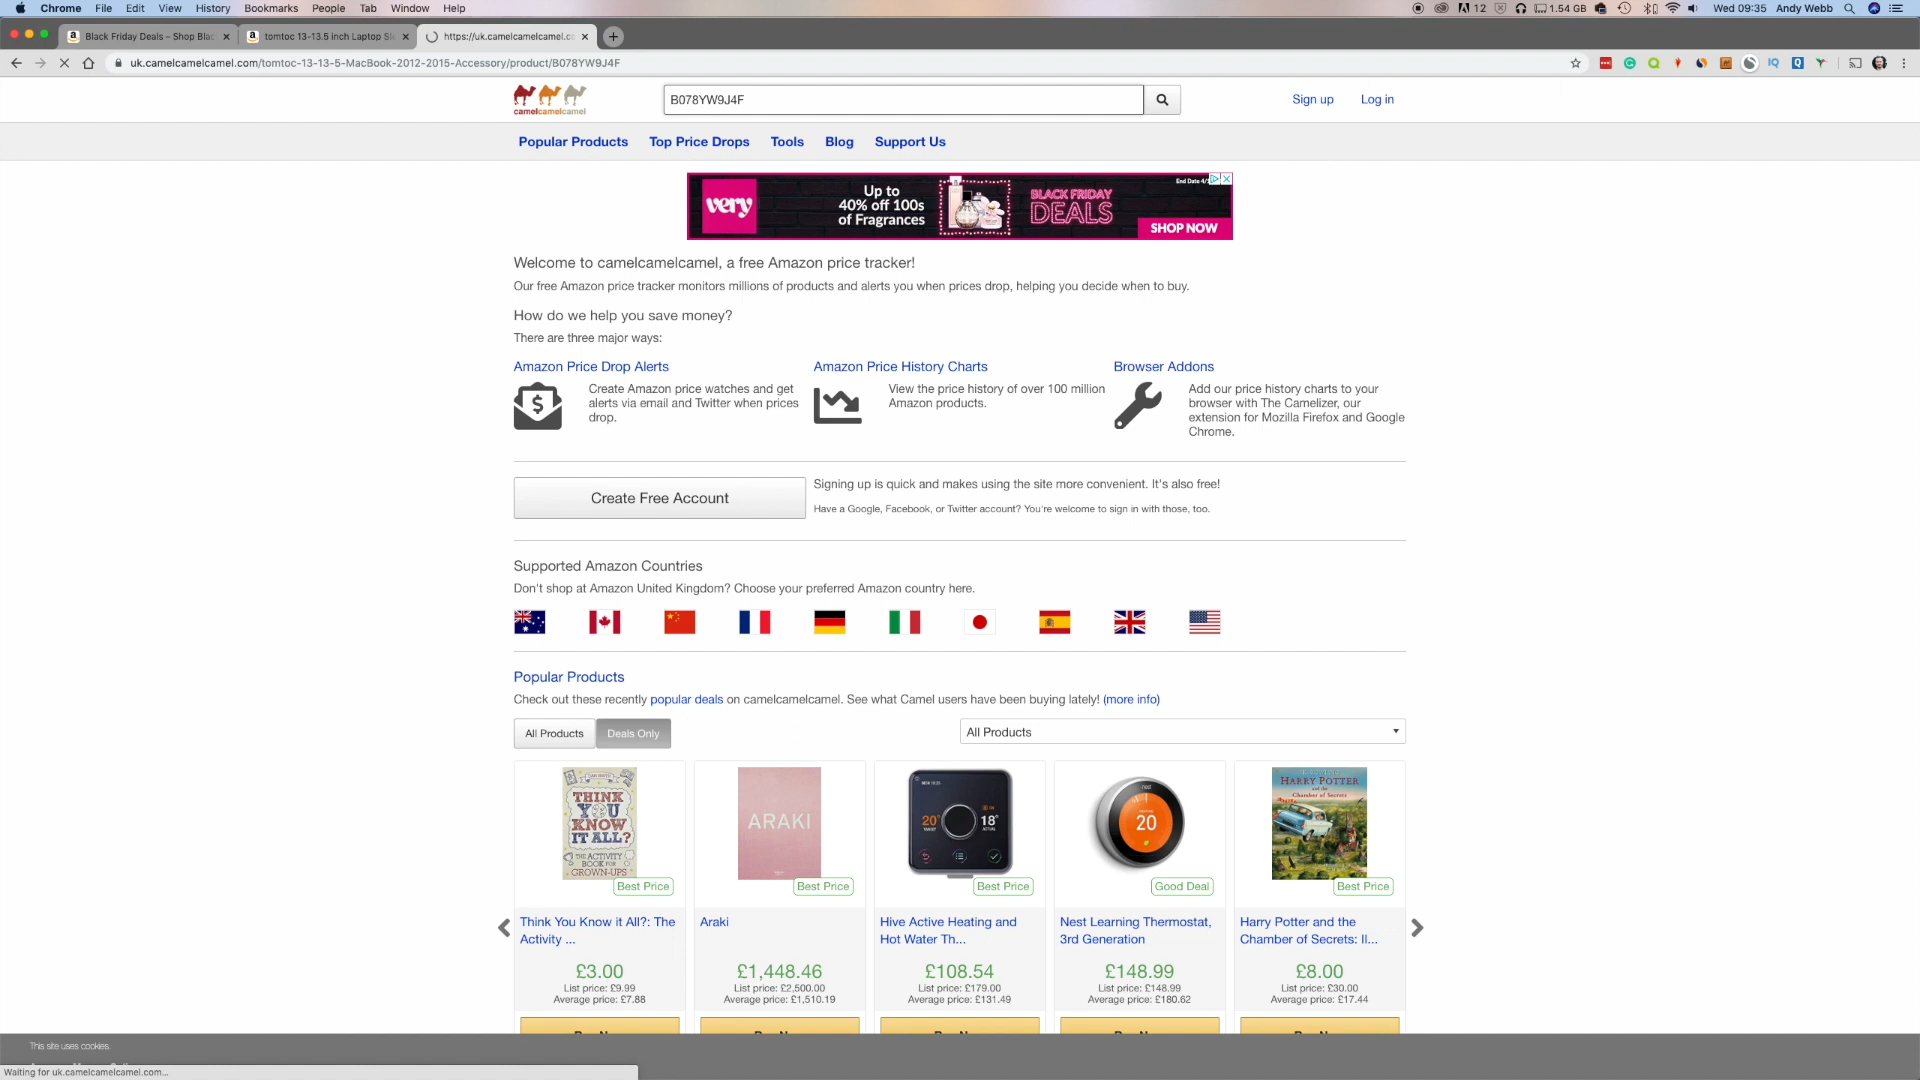 Chrome File Edit View History Bookmarks People Tab Window Help
12 1.54 GB Wed 09:35 Andy Webb
Black Friday Deals – Shop Blac
tomtoc 13-13.5 inch Laptop Sl
https://uk.camelcamelcamel.cc
uk.camelcamelcamel.com/tomtoc-13-13-5-MacBook-2012-2015-Accessory/product/B078YW9J4F
camelcamelcamel
B078YW9J4F
Sign up Log in
Popular Products Top Price Drops Tools Blog Support Us
very
Up to
40% off 100s
of Fragrances
BLACK FRIDAY
DEALS
SHOP NOW
Welcome to camelcamelcamel, a free Amazon price tracker!
Our free Amazon price tracker monitors millions of products and alerts you when prices drop, helping you decide when to buy.
How do we help you save money?
There are three major ways:
Amazon Price Drop Alerts
Create Amazon price watches and get
alerts via email and Twitter when prices
drop.
Amazon Price History Charts
View the price history of over 100 million
Amazon products.
Browser Addons
Add our price history charts to your
browser with The Camelizer, our
extension for Mozilla Firefox and Google
Chrome.
Create Free Account
Signing up is quick and makes using the site more convenient. It's also free!
Have a Google, Facebook, or Twitter account? You're welcome to sign in with those, too.
Supported Amazon Countries
Don't shop at Amazon United Kingdom? Choose your preferred Amazon country here.
Popular Products
Check out these recently popular deals on camelcamelcamel. See what Camel users have been buying lately! (more info)
All Products Deals Only
All Products
THINK
YOU
KNOW
IT ALL?
THE ACTIVITY
BOOK FOR
GROWN-UPS
Best Price
Think You Know it All?: The
Activity ...
£3.00
List price: £9.99
Average price: £7.88
ARAKI
Best Price
Araki
£1,448.46
List price: £2,500.00
Average price: £1,510.19
20°
18°
Best Price
Hive Active Heating and
Hot Water Th...
£108.54
List price: £179.00
Average price: £131.49
nest
20
Good Deal
Nest Learning Thermostat,
3rd Generation
£148.99
List price: £148.99
Average price: £180.62
HARRY POTTER
and the
Chamber of Secrets
Best Price
Harry Potter and the
Chamber of Secrets: Il...
£8.00
List price: £30.00
Average price: £17.44
This site uses cookies.
Waiting for uk.camelcamelcamel.com...